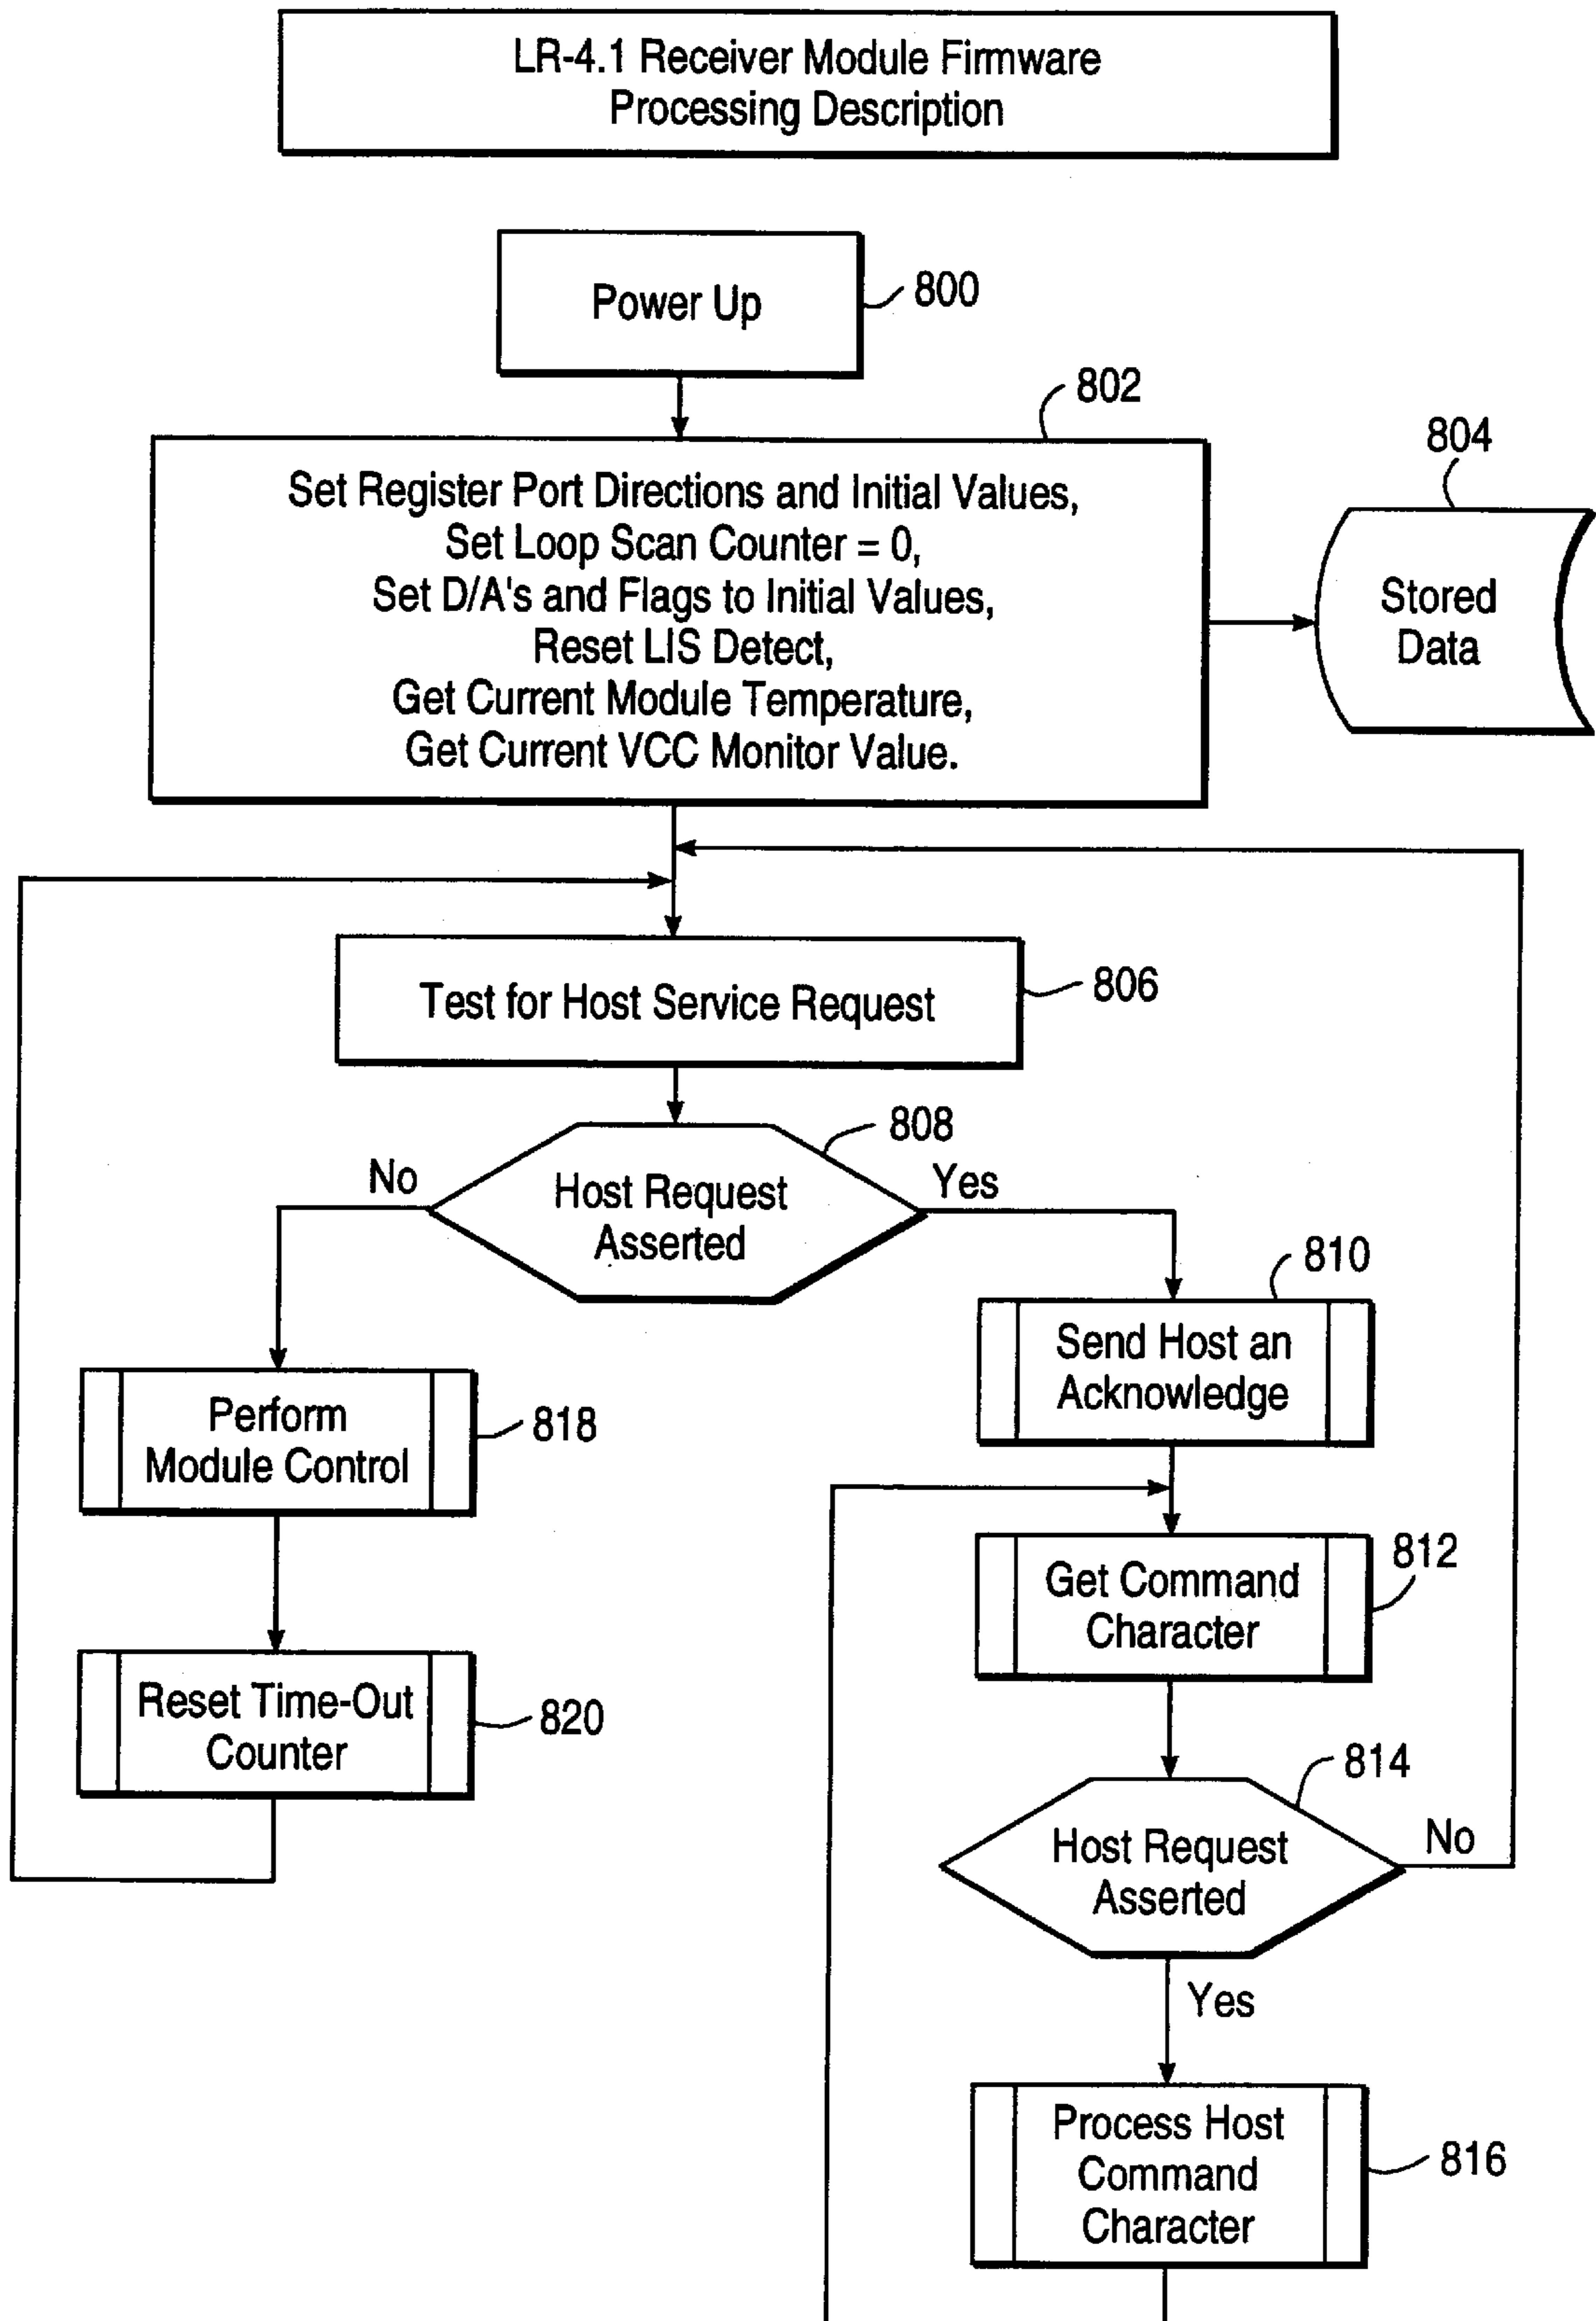 LR-4.1 Receiver Module Firmware
Processing Description
Power Up
800
802
Set Register Port Directions and Initial Values,
Set Loop Scan Counter = 0,
Set D/A's and Flags to Initial Values,
Reset LIS Detect,
Get Current Module Temperature,
Get Current VCC Monitor Value.
804
Stored
Data
Test for Host Service Request
806
808
Host Request
Asserted
No
Yes
810
Send Host an
Acknowledge
Perform
Module Control
818
Get Command
Character
812
Reset Time-Out
Counter
820
814
Host Request
Asserted
No
Yes
Process Host
Command
Character
816